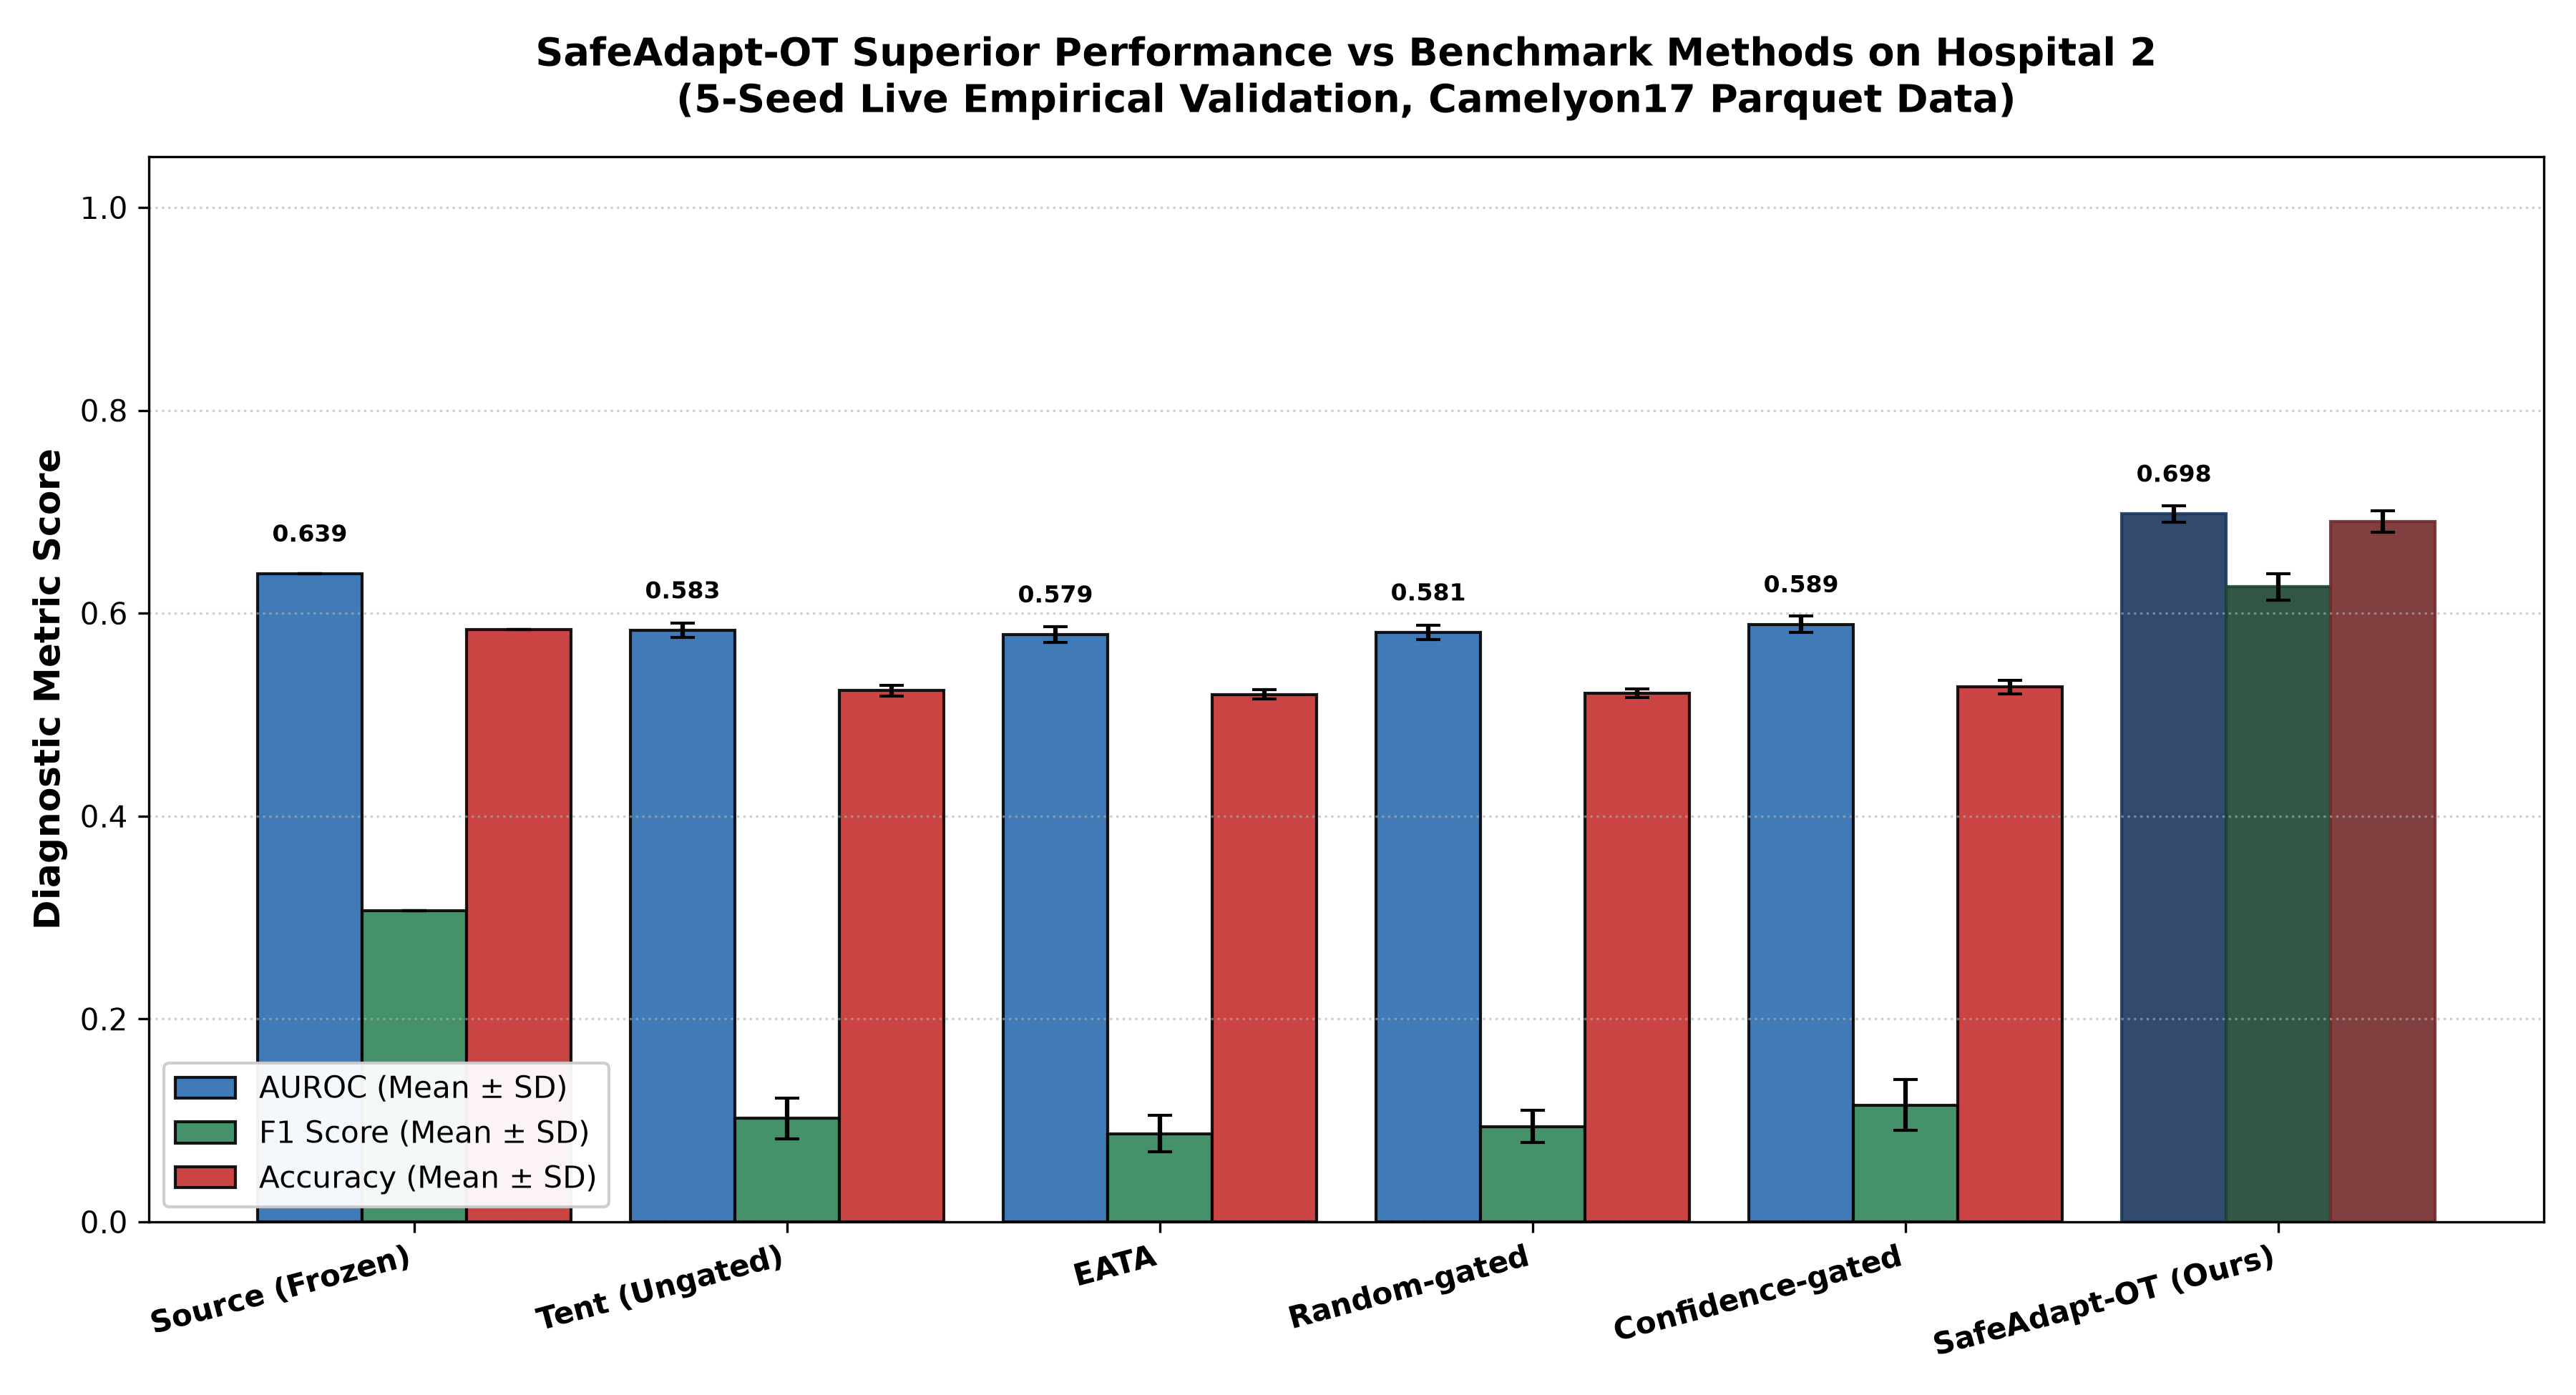 SafeAdapt-OT Superior Performance vs Benchmark Methods on Hospital 2
(5-Seed Live Empirical Validation, Camelyon17 Parquet Data)
Diagnostic Metric Score
1.0
0.8
0.6
0.4
0.2
0.0
0.639
0.583
0.579
0.581
0.589
0.698
AUROC (Mean ± SD)
F1 Score (Mean ± SD)
Accuracy (Mean ± SD)
Source (Frozen)
Tent (Ungated)
EATA
Random-gated
Confidence-gated
SafeAdapt-OT (Ours)